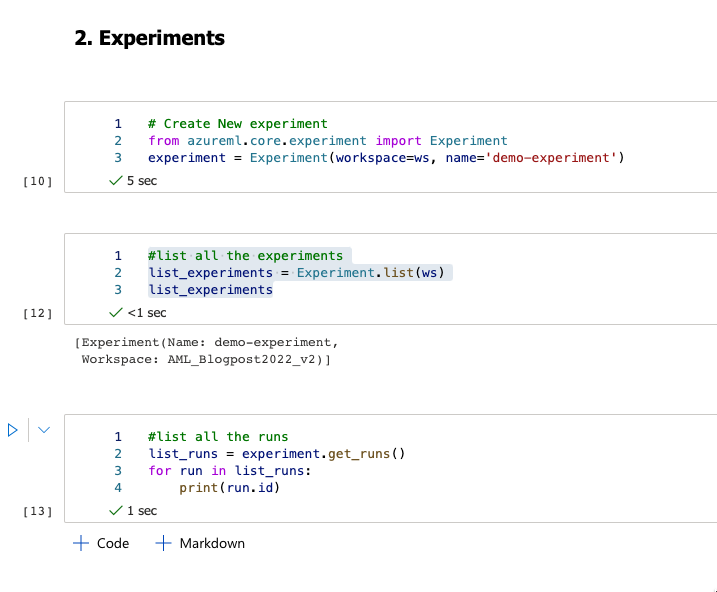 2. Experiments
1 # Create New experiment
2 from azureml.core.experiment import Experiment
3 experiment = Experiment(workspace=ws, name='demo-experiment')
[10] 5 sec
1 #list all the experiments
2 list_experiments = Experiment.list(ws)
3 list_experiments
[12] <1 sec
[Experiment(Name: demo-experiment,
Workspace: AML_Blogpost2022_v2)]
1 #list all the runs
2 list_runs = experiment.get_runs()
3 for run in list_runs:
4 print(run.id)
[13] 1 sec
Code Markdown